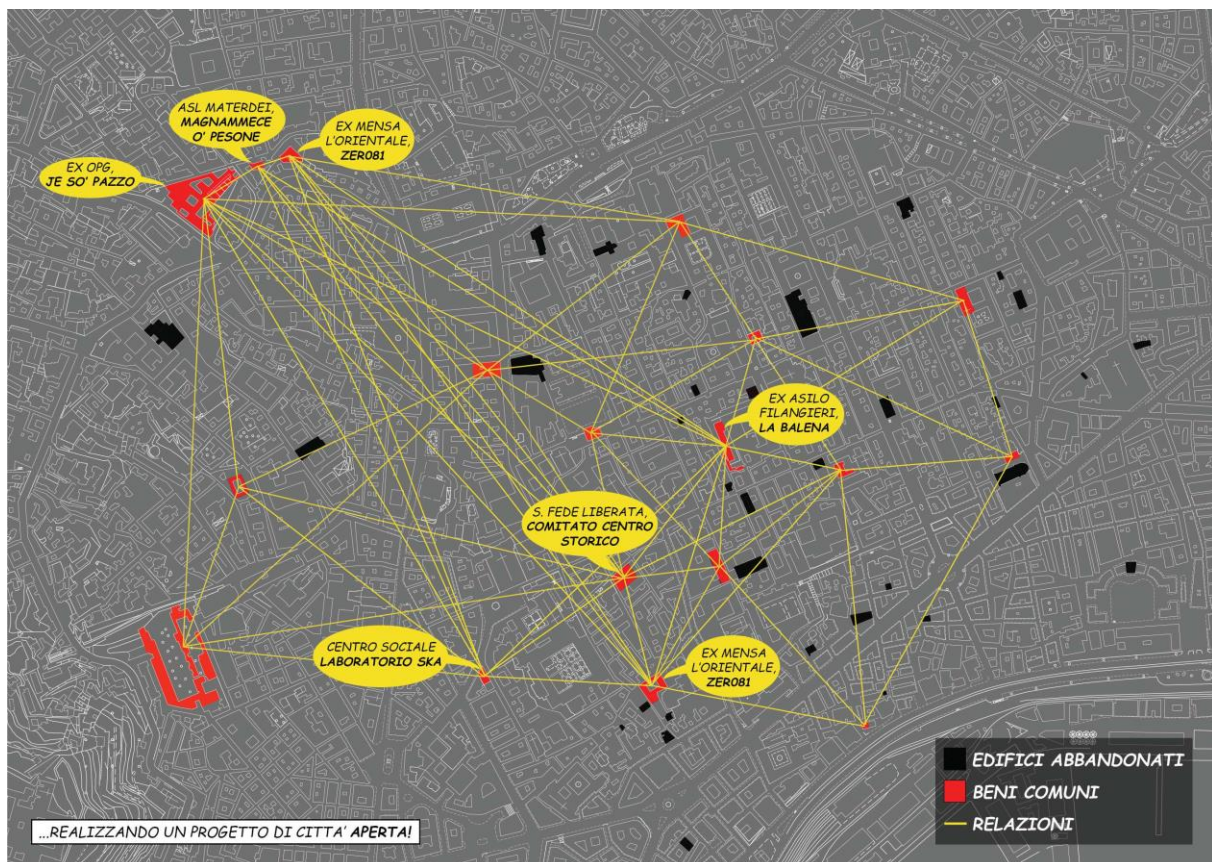 ASL MATERDEI,
MAGNAMMECE
O' PESONE
EX MENSA
L'ORIENTALE,
ZER081
EX OPG,
JE SO' PAZZO
EX ASILO
FILANGIERI,
LA BALENA
S. FEDE LIBERATA,
COMITATO CENTRO
STORICO
CENTRO SOCIALE
LABORATORIO SKA
EX MENSA
L'ORIENTALE,
ZER081
EDIFICI ABBANDONATI
BENI COMUNI
RELAZIONI
...REALIZZANDO UN PROGETTO DI CITTA' APERTA!